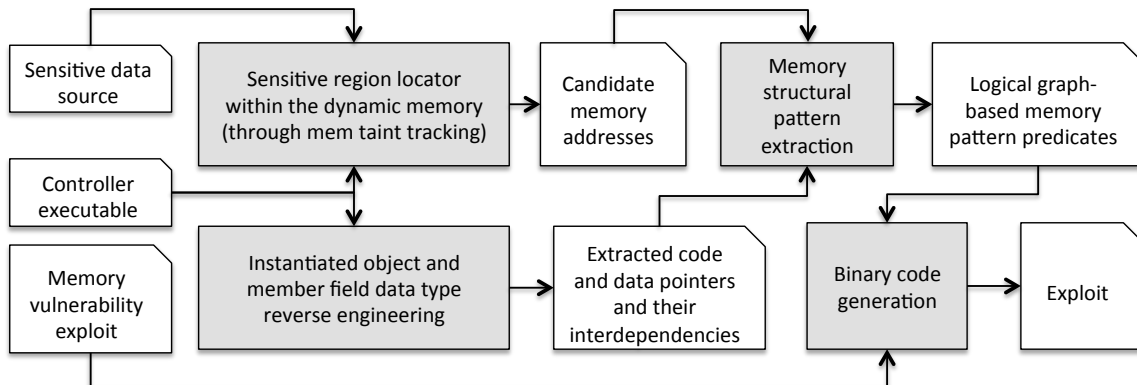 Sensitive data
source
Sensitive region locator
within the dynamic memory
(through mem taint tracking)
Candidate
memory
addresses
Memory
structural
pattern
extraction
Logical graph-
based memory
pattern predicates
Controller
executable
Memory
vulnerability
exploit
Instantiated object and
member field data type
reverse engineering
Extracted code
and data pointers
and their
interdependencies
Binary code
generation
Exploit